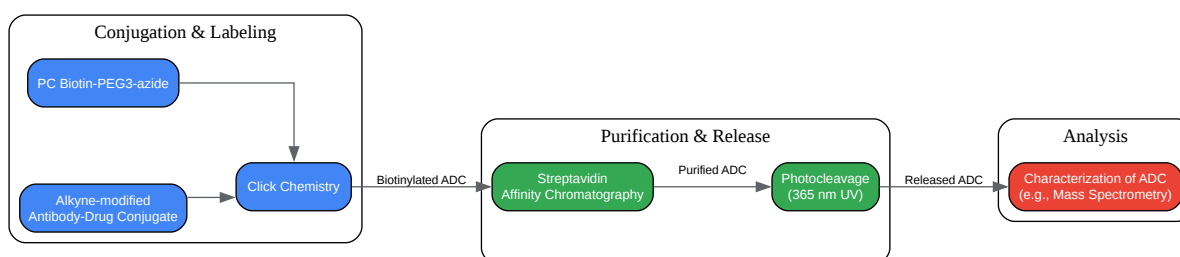 Conjugation & Labeling
PC Biotin-PEG3-azide
Alkyne-modified
Antibody-Drug Conjugate
Click Chemistry
Biotinylated ADC
Purification & Release
Streptavidin
Affinity Chromatography
Purified ADC
Photocleavage
(365 nm UV)
Released ADC
Analysis
Characterization of ADC
(e.g., Mass Spectrometry)